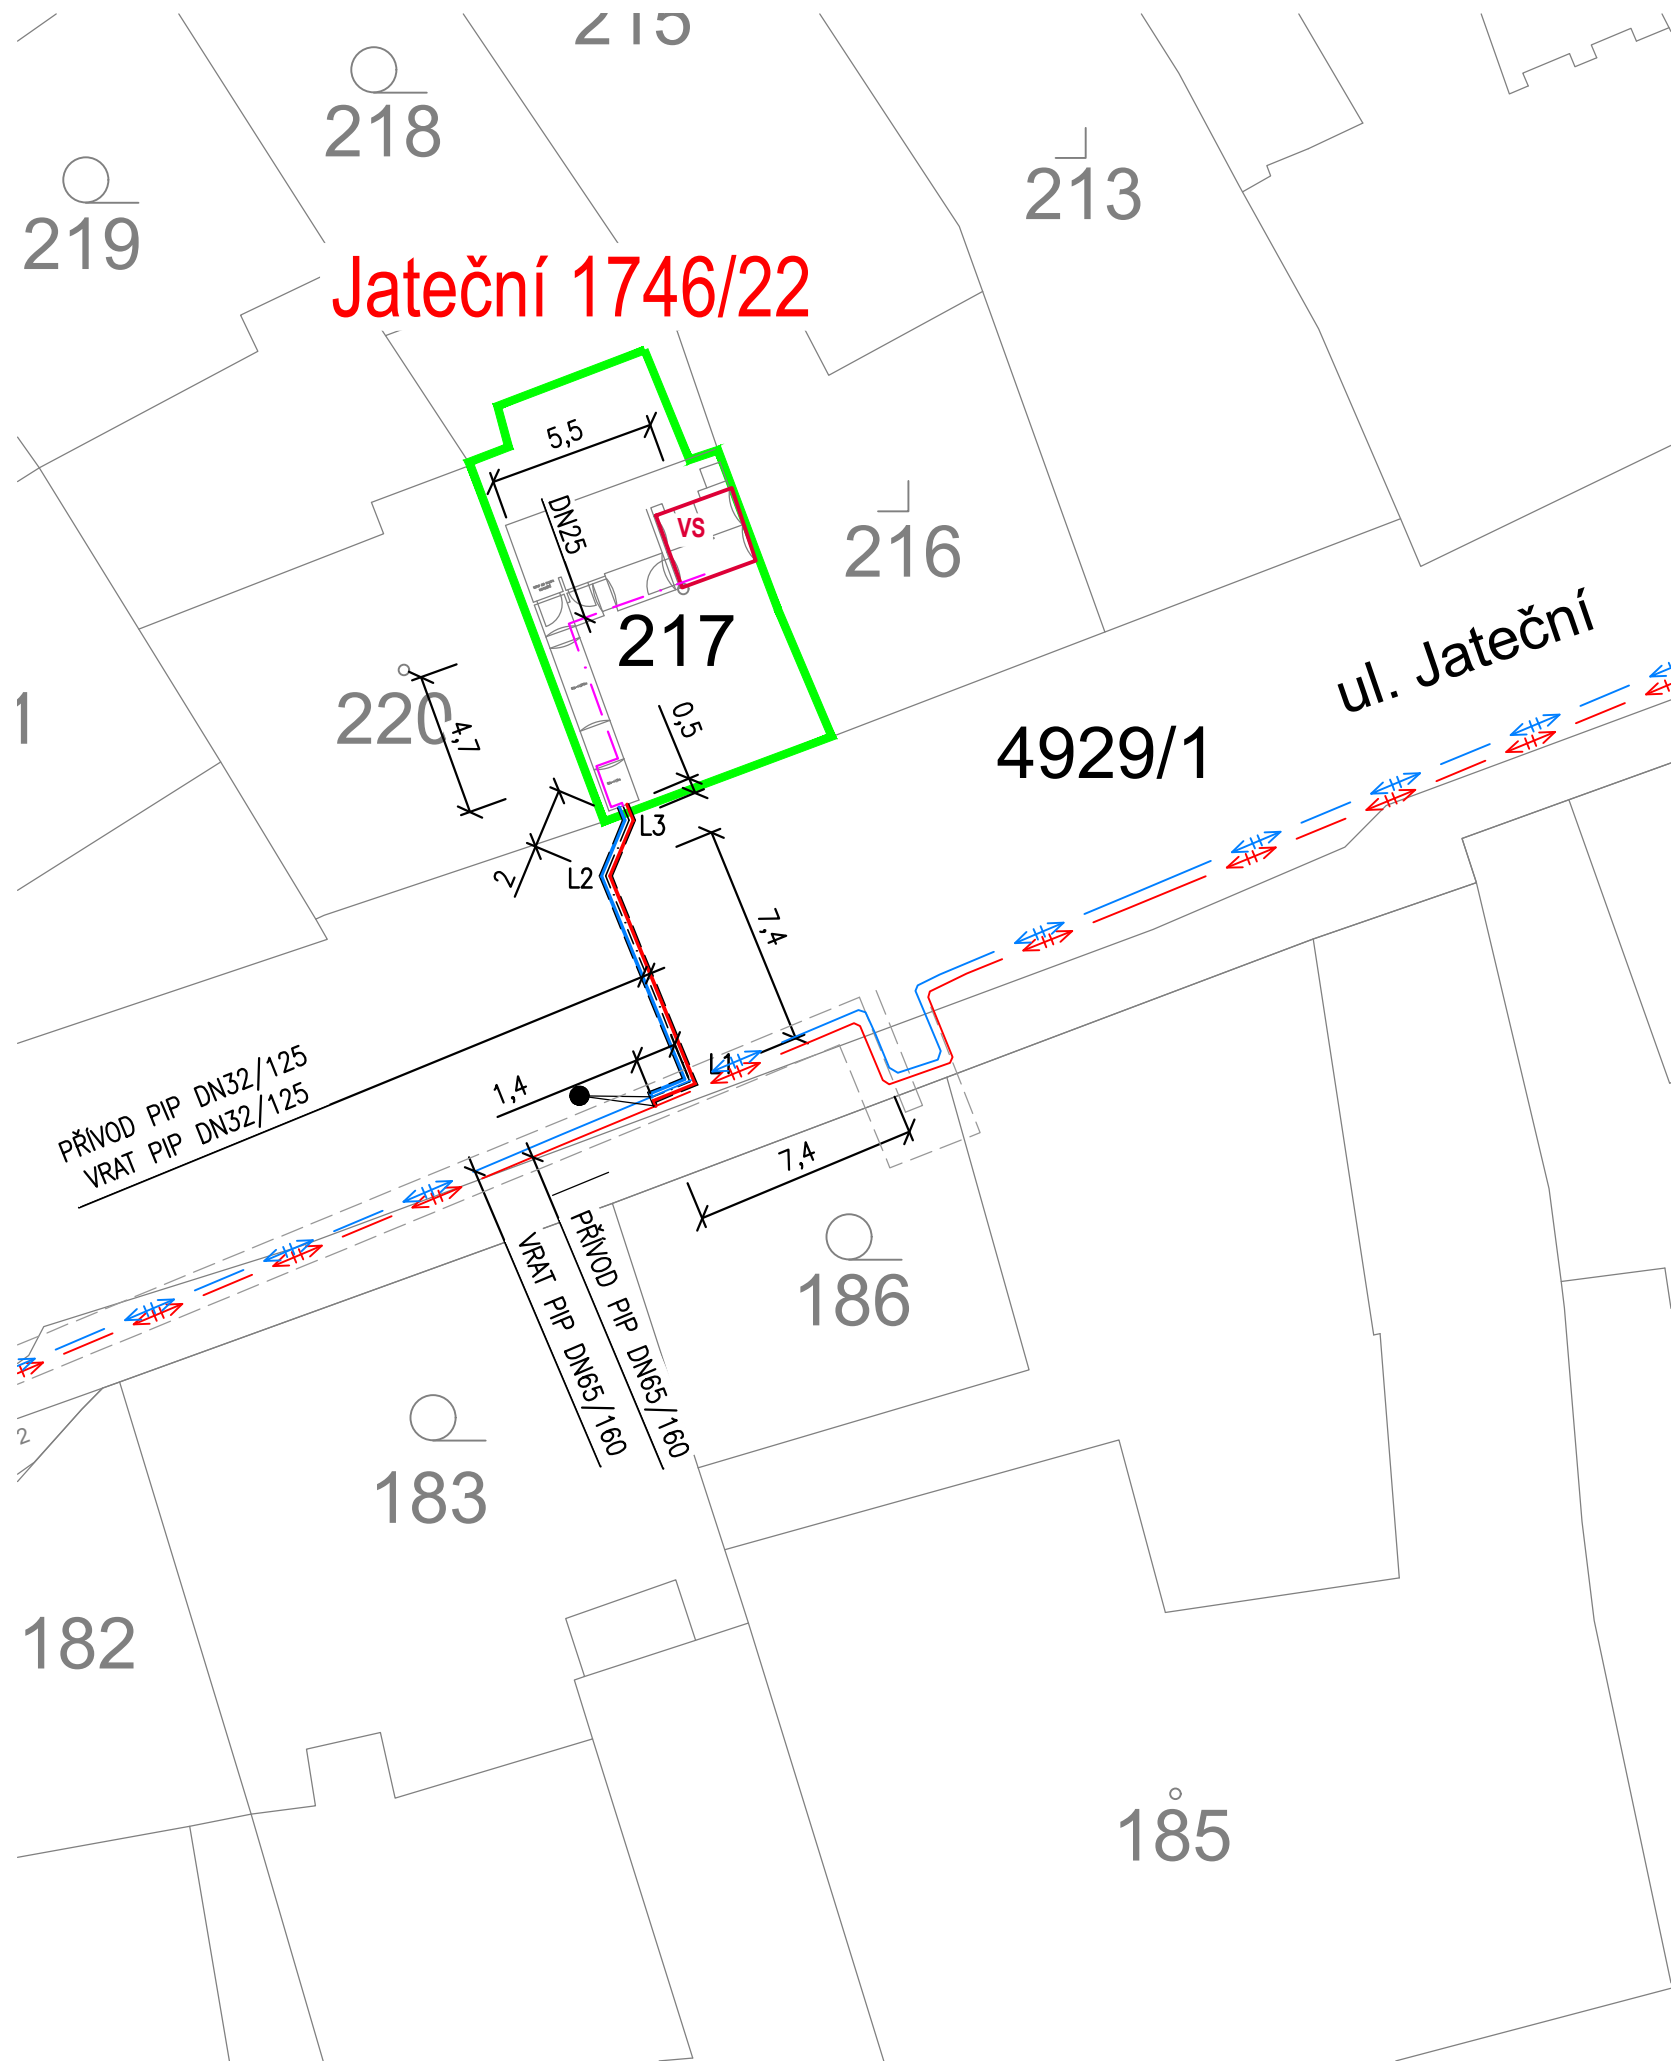 215
218
213
219
Jateční 1746/22
5,5
DN25
VS
216
217
ul. Jateční
220
1
4,7
0,5
4929/1
L3
2
L2
7,4
PŘÍVOD PIP DN32/125
VRAT PIP DN32/125
L1
1,4
7,4
PŘÍVOD PIP DN65/160
VRAT PIP DN65/160
186
2
183
182
185